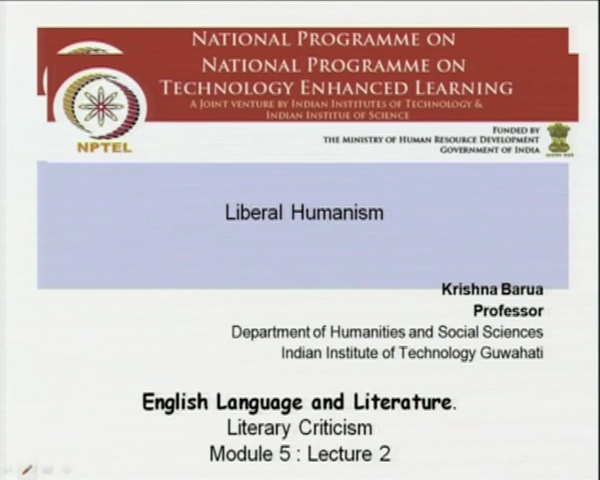 NATIONAL PROGRAMME ON
NATIONAL PROGRAMME ON
TECHNOLOGY ENHANCED LEARNING
A JOINT VENTURE BY INDIAN INSTITUTES OF TECHNOLOGY &
INDIAN INSTITUE OF SCIENCE
NPTEL
FUNDED BY
THE MINISTRY OF HUMAN RESOURCE DEVELOPMENT
GOVERNMENT OF INDIA
Liberal Humanism
Krishna Barua
Professor
Department of Humanities and Social Sciences
Indian Institute of Technology Guwahati
English Language and Literature.
Literary Criticism
Module 5 : Lecture 2